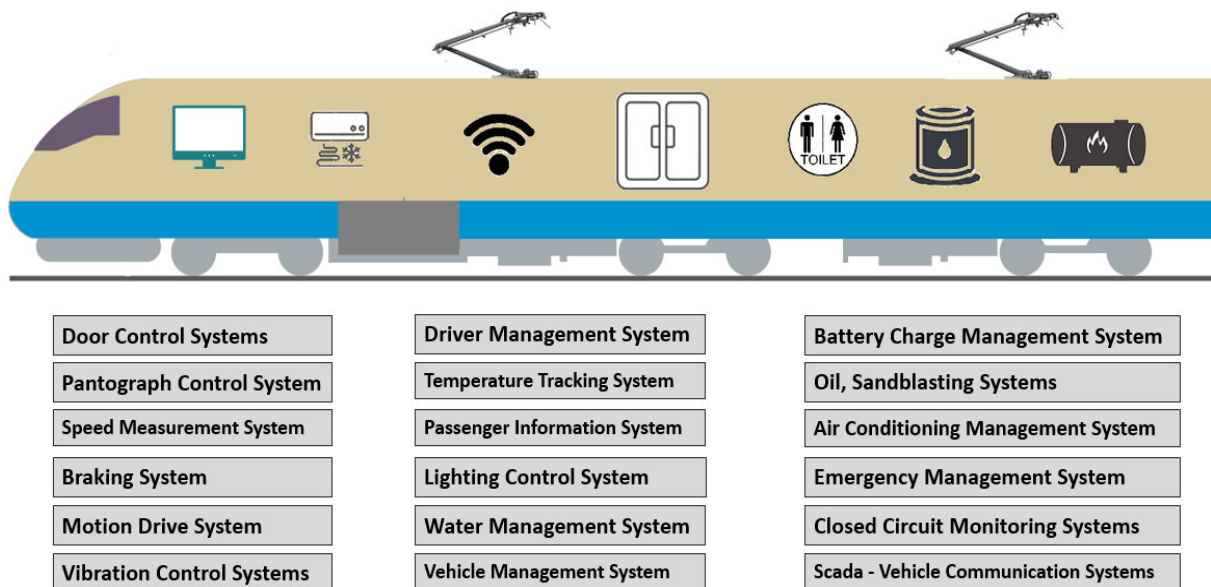 TOILET
Door Control Systems
Pantograph Control System
Speed Measurement System
Braking System
Motion Drive System
Vibration Control Systems
Driver Management System
Temperature Tracking System
Passenger Information System
Lighting Control System
Water Management System
Vehicle Management System
Battery Charge Management System
Oil, Sandblasting Systems
Air Conditioning Management System
Emergency Management System
Closed Circuit Monitoring Systems
Scada - Vehicle Communication Systems